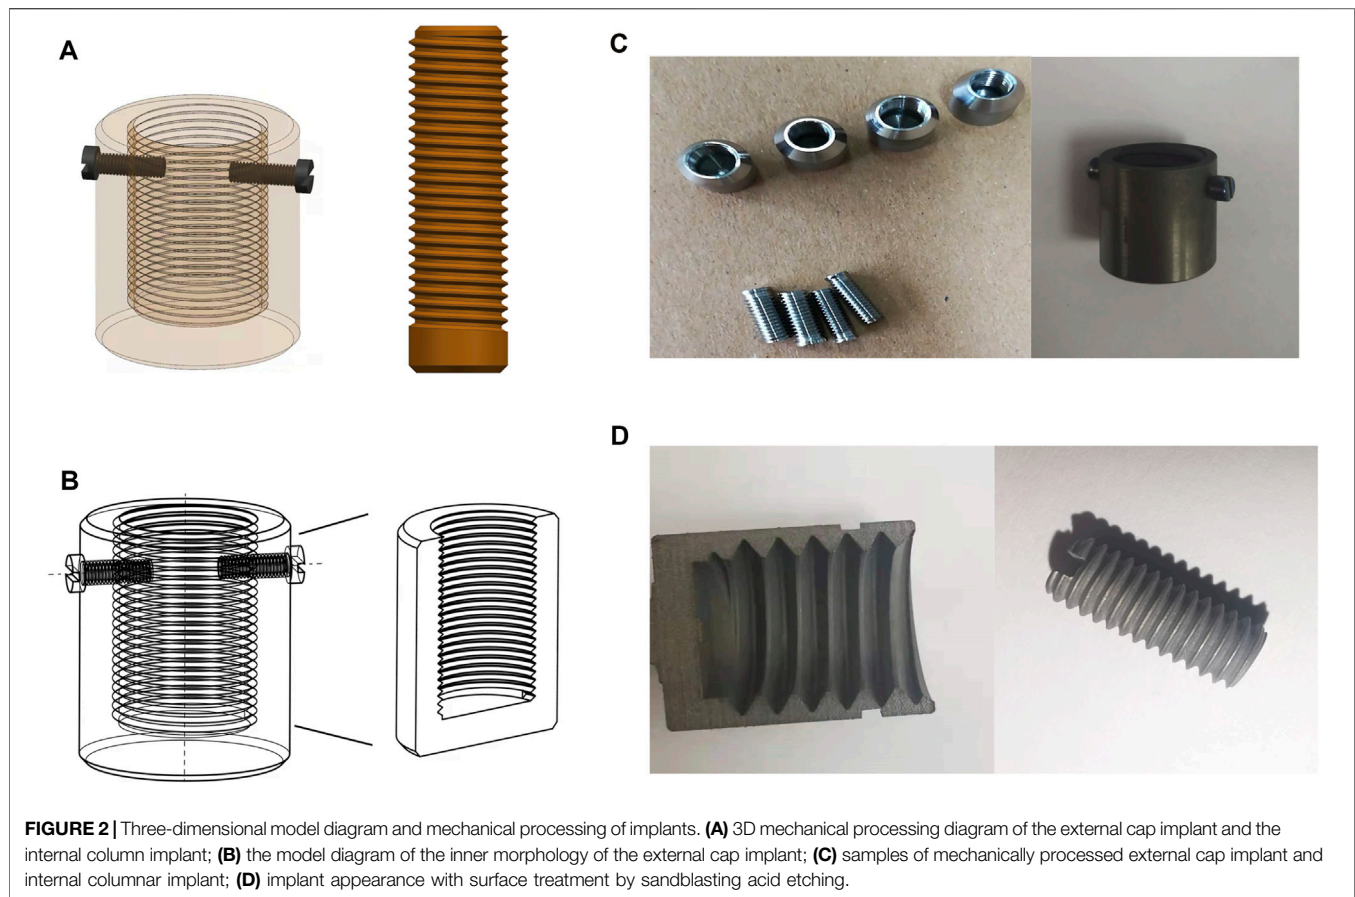 A
C
B
D
FIGURE 2 | Three-dimensional model diagram and mechanical processing of implants. (A) 3D mechanical processing diagram of the external cap implant and the
internal column implant; (B) the model diagram of the inner morphology of the external cap implant; (C) samples of mechanically processed external cap implant and
internal columnar implant; (D) implant appearance with surface treatment by sandblasting acid etching.